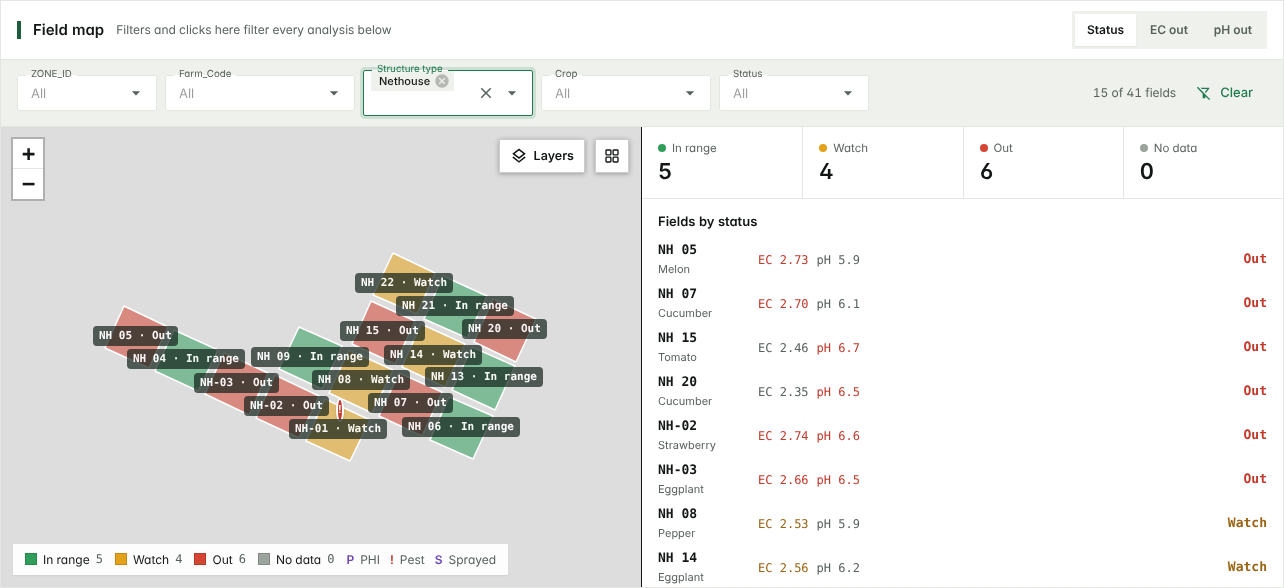 Field map Filters and clicks here filter every analysis below Status EC out pH out
ZONE_ID Farm_Code Structure type Crop Status
All All Nethouse All All 15 of 41 fields Clear
+
−
Layers
NH 22 · Watch
NH 21 · In range
NH 15 · Out NH 20 · Out
NH 05 · Out
NH 04 · In range NH 09 · In range NH 14 · Watch
NH-03 · Out NH 08 · Watch NH 13 · In range
NH-02 · Out ! NH 07 · Out
NH-01 · Watch NH 06 · In range
In range 5 Watch 4 Out 6 No data 0 P PHI ! Pest S Sprayed
In range Watch Out No data
5 4 6 0
Fields by status
NH 05
Melon EC 2.73 pH 5.9 Out
NH 07
Cucumber EC 2.70 pH 6.1 Out
NH 15
Tomato EC 2.46 pH 6.7 Out
NH 20
Cucumber EC 2.35 pH 6.5 Out
NH-02
Strawberry EC 2.74 pH 6.6 Out
NH-03
Eggplant EC 2.66 pH 6.5 Out
NH 08
Pepper EC 2.53 pH 5.9 Watch
NH 14
Eggplant EC 2.56 pH 6.2 Watch